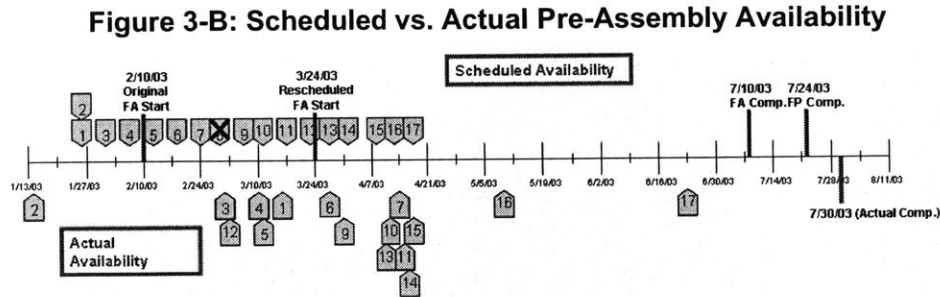 Figure 3-B: Scheduled vs. Actual Pre-Assembly Availability
Scheduled Availability
2/10/03
Original
FA Start
3/24/03
Rescheduled
FA Start
7/10/03
FA Comp.
7/24/03
FP Comp.
2
1 3 4 5 6 7 8 9 10 11 12 13 14 15 16 17
1/13/03 1/27/03 2/10/03 2/24/03 3/10/03 3/24/03 4/07/03 4/21/03 5/5/03 5/19/03 6/2/03 6/16/03 6/30/03 7/14/03 7/28/03 8/11/03
2 3 4 1 6 7 16 17
7/30/03 (Actual Comp.)
12 5 9 10 15
13 11
14
Actual
Availability